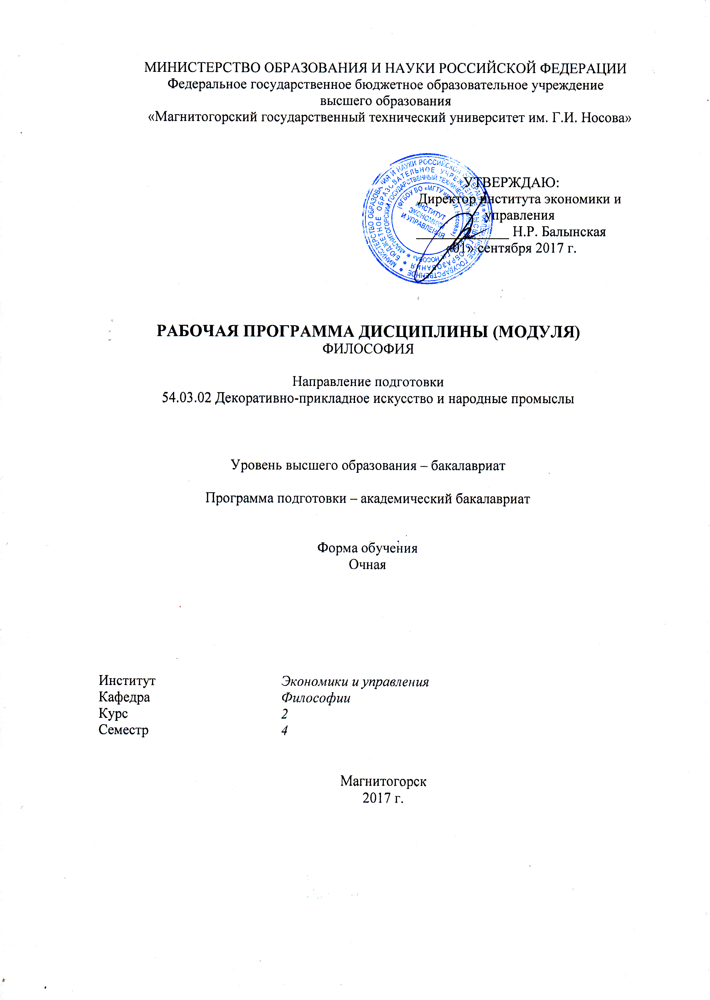 МИНИСТЕРСТВО ОБРАЗОВАНИЯ И НАУКИ РОССИЙСКОЙ ФЕДЕРАЦИИ
Федеральное государственное бюджетное образовательное учреждение
высшего образования
«Магнитогорский государственный технический университет им. Г.И. Носова»
УТВЕРЖДАЮ:
Директор института экономики и
управления
Н.Р. Балынская
«01» сентября 2017 г.
ИНСТИТУТ
ЭКОНОМИКИ
И УПРАВЛЕНИЯ
РАБОЧАЯ ПРОГРАММА ДИСЦИПЛИНЫ (МОДУЛЯ)
ФИЛОСОФИЯ
Направление подготовки
54.03.02 Декоративно-прикладное искусство и народные промыслы
Уровень высшего образования – бакалавриат
Программа подготовки – академический бакалавриат
Форма обучения
Очная
Институт Экономики и управления
Кафедра Философии
Курс 2
Семестр 4
Магнитогорск
2017 г.